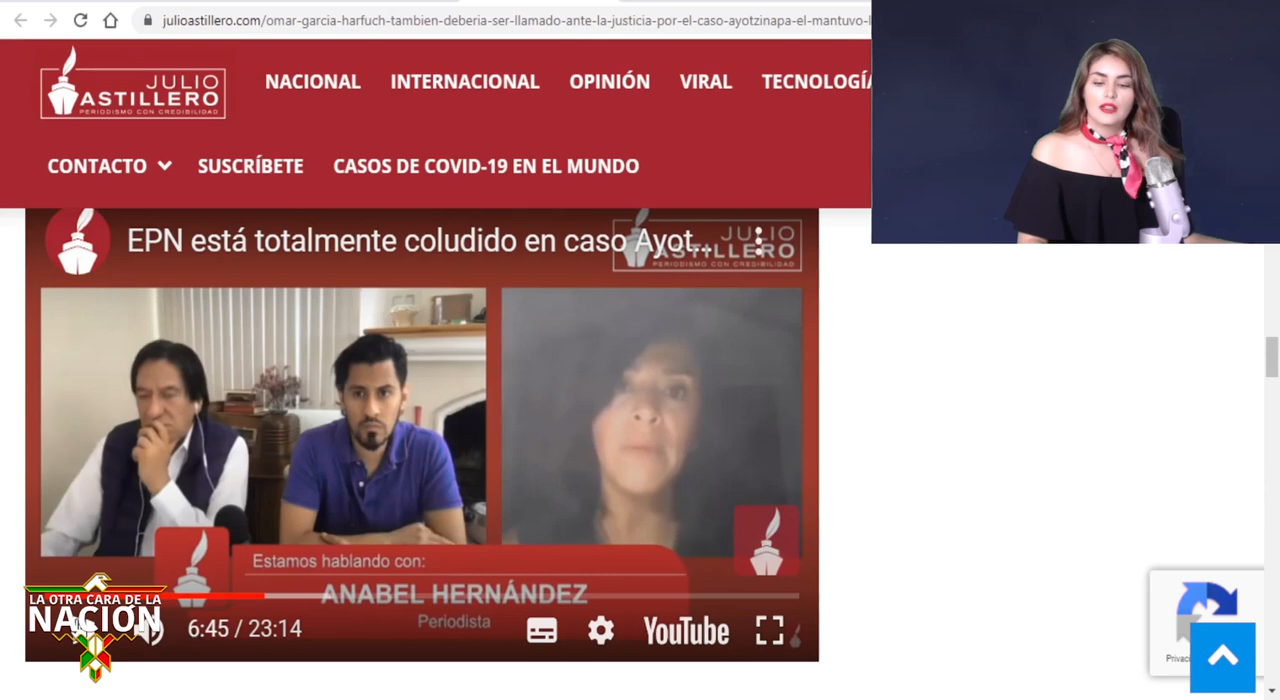 julioastillero.com/omar-garcia-harfuch-tambien-deberia-ser-llamado-ante-la-justicia-por-el-caso-ayotzinapa-el-mantuvo-l
JULIO
ASTILLERO
PERIODISMO CON CREDIBILIDAD
NACIONAL INTERNACIONAL OPINIÓN VIRAL TECNOLOGÍA
CONTACTO SUSCRÍBETE CASOS DE COVID-19 EN EL MUNDO
EPN está totalmente coludido en caso Ayot...
JULIO
ASTILLERO
PERIODISMO CON CREDIBILIDAD
Estamos hablando con:
ANABEL HERNÁNDEZ
Periodista
LA OTRA CARA DE LA
NACIÓN
6:45 / 23:14
YouTube
Privac